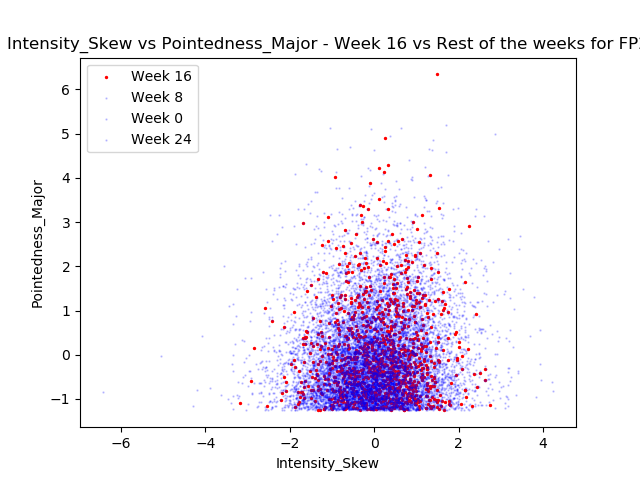 Intensity_Skew vs Pointedness_Major - Week 16 vs Rest of the weeks for FP
Week 16
Week 8
Week 0
Week 24
6
5
4
3
2
1
0
−1
Pointedness_Major
−6
−4
−2
0
2
4
Intensity_Skew